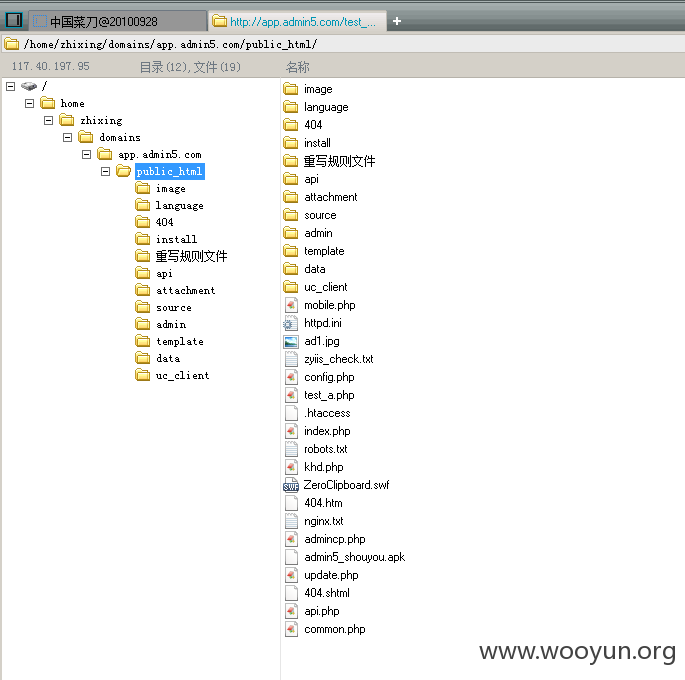 中国菜刀@20100928
http://app.admin5.com/test_...
+
/home/zhixing/domains/app.admin5.com/public_html/
117.40.197.95 目录(12),文件(19) 名称
/
home
zhixing
domains
app.admin5.com
public_html
image
language
404
install
重写规则文件
api
attachment
source
admin
template
data
uc_client
image
language
404
install
重写规则文件
api
attachment
source
admin
template
data
uc_client
mobile.php
httpd.ini
ad1.jpg
zyiis_check.txt
config.php
test_a.php
.htaccess
index.php
robots.txt
khd.php
ZeroClipboard.swf
404.htm
nginx.txt
admincp.php
admin5_shouyou.apk
update.php
404.shtml
api.php
common.php
www.wooyun.org